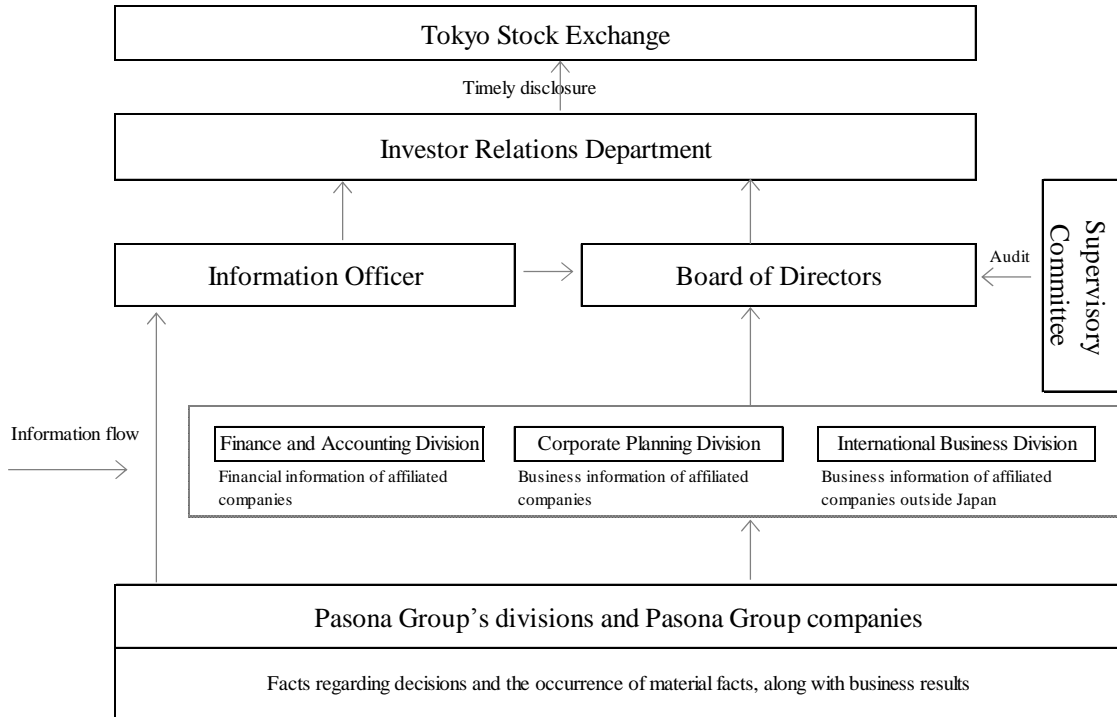 Tokyo Stock Exchange
Timely disclosure
Investor Relations Department
Information Officer
Board of Directors
Audit
Supervisory
Committee
Information flow
Finance and Accounting Division
Financial information of affiliated
companies
Corporate Planning Division
Business information of affiliated
companies
International Business Division
Business information of affiliated
companies outside Japan
Pasona Group’s divisions and Pasona Group companies
Facts regarding decisions and the occurrence of material facts, along with business results